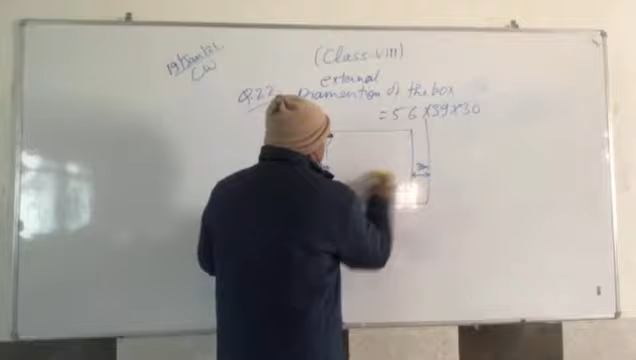 19/Jan/21.
CW
(Class-VIII)
external
Q.22 Diamention of the box
= 56 x 39 x 30